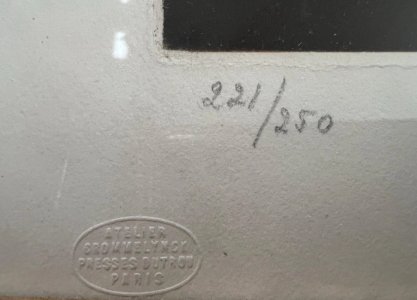 221/250
ATELIER
CROMMELYNCK
PRESSES DUTROU
PARIS